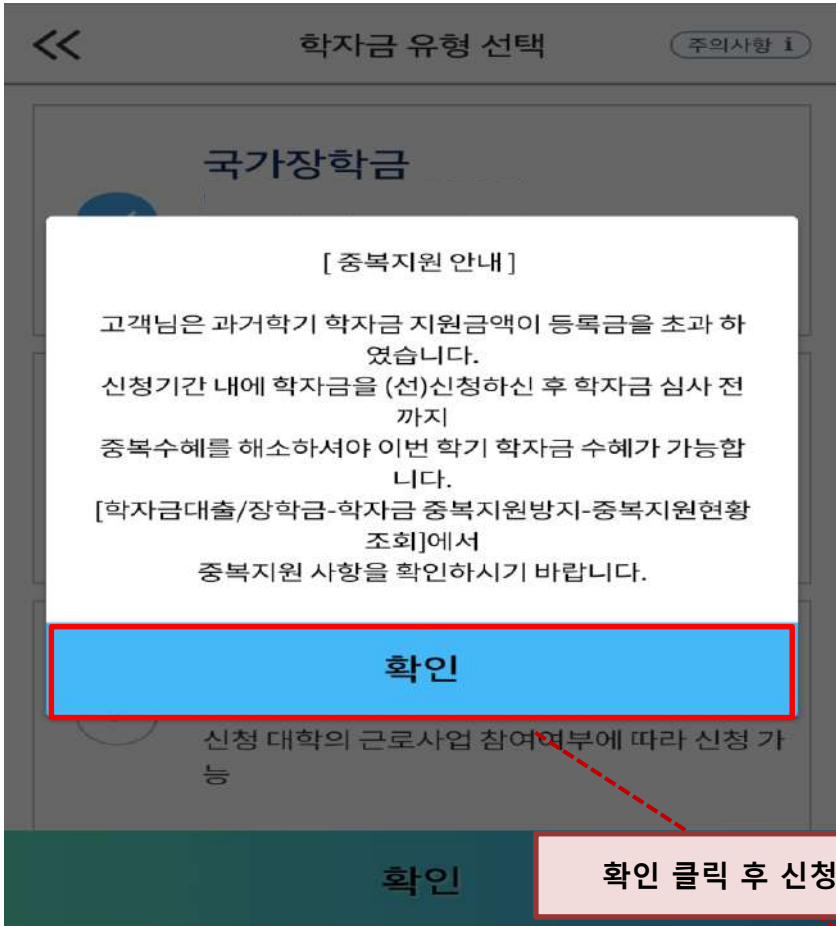 << 학자금 유형 선택 주의사항 i
국가장학금
[ 중복지원 안내 ]
고객님은 과거학기 학자금 지원금액이 등록금을 초과 하
였습니다.
신청기간 내에 학자금을 (선)신청하신 후 학자금 심사 전
까지
중복수혜를 해소하셔야 이번 학기 학자금 수혜가 가능합
니다.
[학자금대출/장학금-학자금 중복지원방지-중복지원현황
조회]에서
중복지원 사항을 확인하시기 바랍니다.
확인
신청 대학의 근로사업 참여여부에 따라 신청 가
능
확인
확인 클릭 후 신청